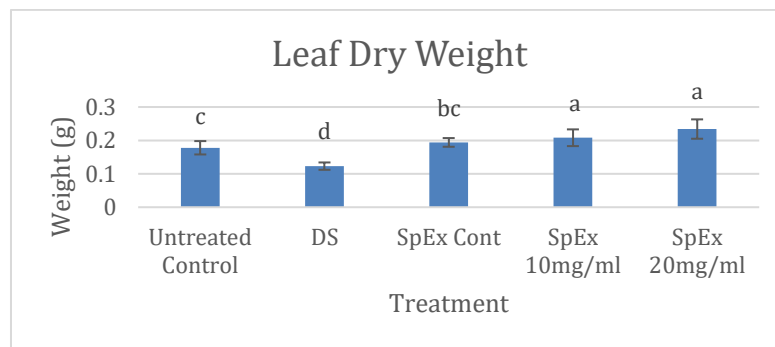 Leaf Dry Weight
Weight (g)
0.3
0.2
0.1
0
c
d
bc
a
a
Untreated
Control
DS
SpEx Cont
SpEx
10mg/ml
SpEx
20mg/ml
Treatment